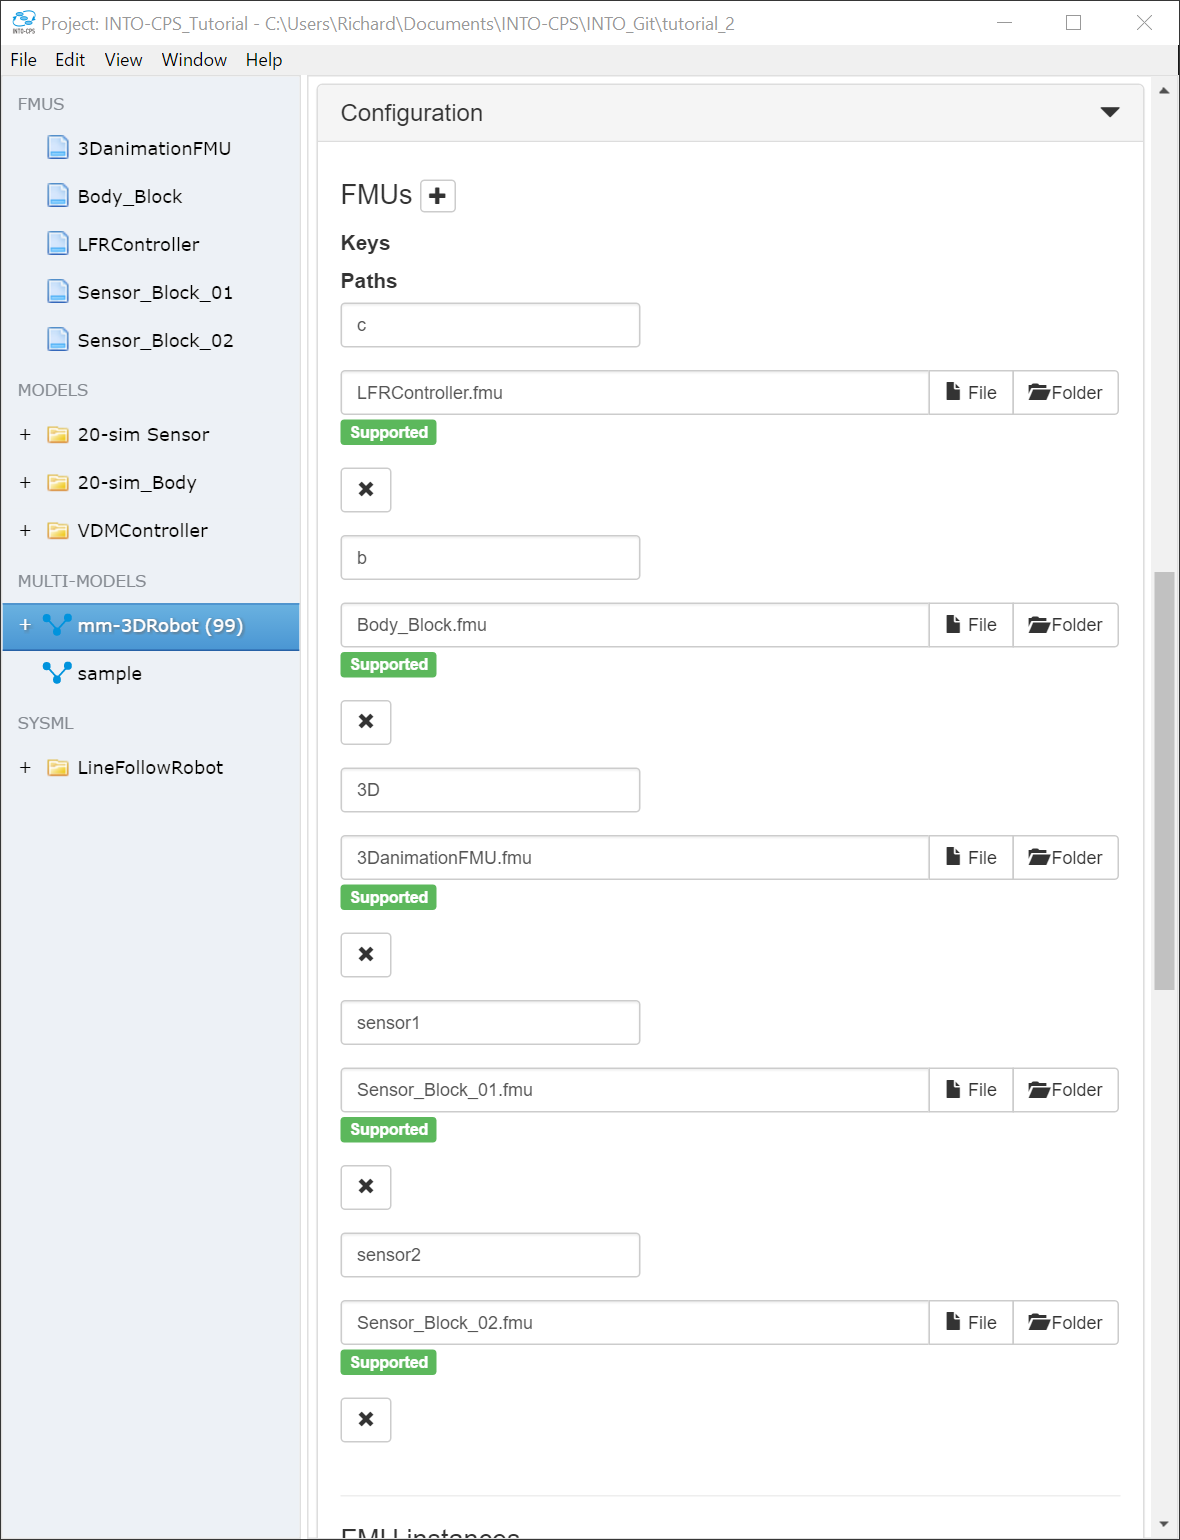 INTO-CPS Project: INTO-CPS_Tutorial - C:\Users\Richard\Documents\INTO-CPS\INTO_Git\tutorial_2
File Edit View Window Help
FMUS
3DanimationFMU
Body_Block
LFRController
Sensor_Block_01
Sensor_Block_02
MODELS
+ 20-sim Sensor
+ 20-sim_Body
+ VDMController
MULTI-MODELS
+ mm-3DRobot (99)
sample
SYSML
+ LineFollowRobot
Configuration
FMUs
Keys
Paths
c
LFRController.fmu File Folder
Supported
b
Body_Block.fmu File Folder
Supported
3D
3DanimationFMU.fmu File Folder
Supported
sensor1
Sensor_Block_01.fmu File Folder
Supported
sensor2
Sensor_Block_02.fmu File Folder
Supported
FMU instances